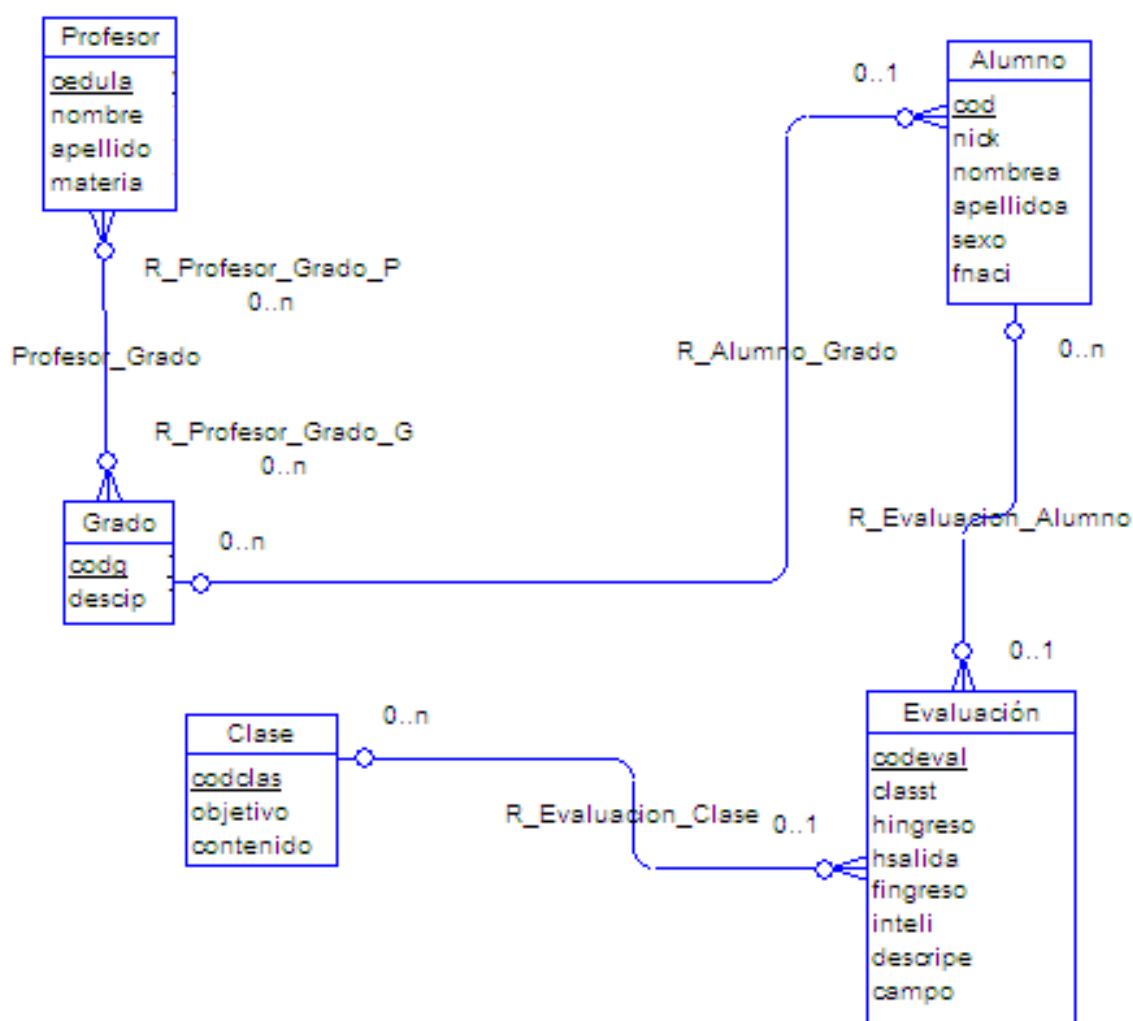 Profesor
cedula
nombre
apellido
materia
R_Profesor_Grado_P
0..n
Profesor_Grado
R_Profesor_Grado_G
0..n
Grado
codg
descip
0..n
R_Alumno_Grado
0..1
Alumno
cod
nick
nombrea
apellidoa
sexo
fnaci
0..n
R_Evaluacion_Alumno
0..1
Clase
codclas
objetivo
contenido
0..n
R_Evaluacion_Clase
0..1
Evaluación
codeval
classt
hingreso
hsalida
fingreso
inteli
descripe
campo